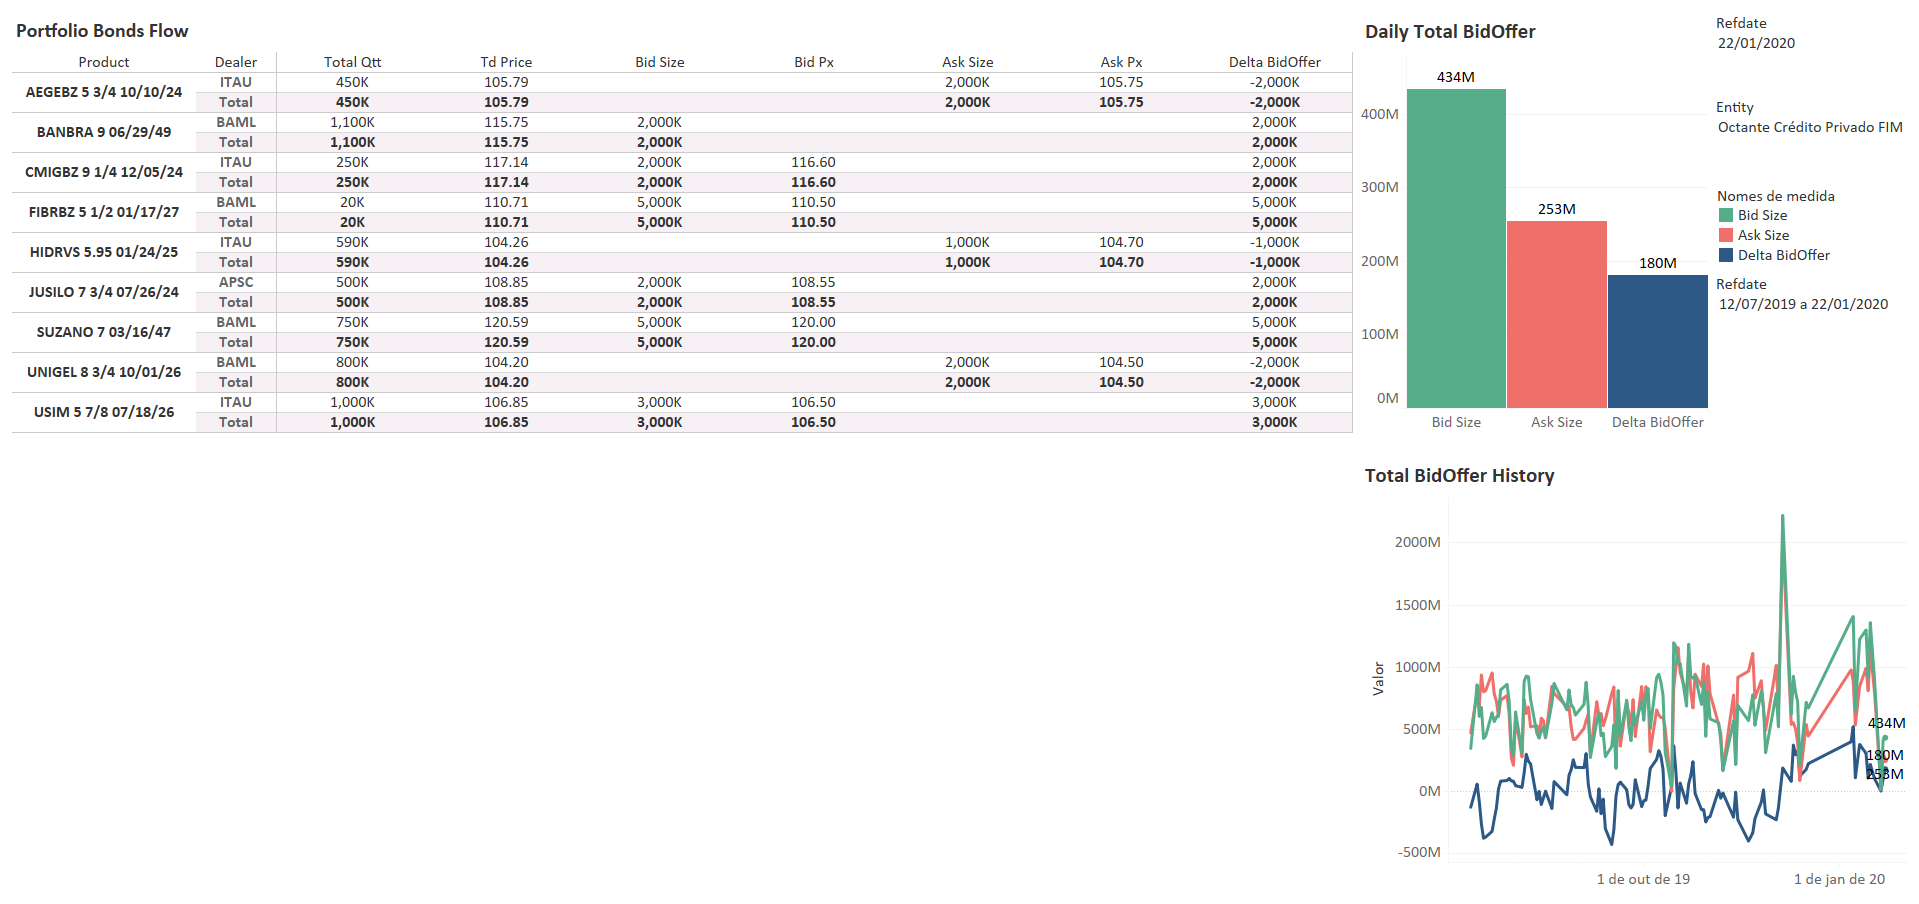 Portfolio Bonds Flow
Product Dealer Total Qtt Td Price Bid Size Bid Px Ask Size Ask Px Delta BidOffer
AEGEBZ 5 3/4 10/10/24
ITAU 450K 105.79 2,000K 105.75 -2,000K
Total 450K 105.79 2,000K 105.75 -2,000K
BANBRA 9 06/29/49
BAML 1,100K 115.75 2,000K 2,000K
Total 1,100K 115.75 2,000K 2,000K
CMIGBZ 9 1/4 12/05/24
ITAU 250K 117.14 2,000K 116.60 2,000K
Total 250K 117.14 2,000K 116.60 2,000K
FIBRBZ 5 1/2 01/17/27
BAML 20K 110.71 5,000K 110.50 5,000K
Total 20K 110.71 5,000K 110.50 5,000K
HIDRVS 5.95 01/24/25
ITAU 590K 104.26 1,000K 104.70 -1,000K
Total 590K 104.26 1,000K 104.70 -1,000K
JUSILO 7 3/4 07/26/24
APSC 500K 108.85 2,000K 108.55 2,000K
Total 500K 108.85 2,000K 108.55 2,000K
SUZANO 7 03/16/47
BAML 750K 120.59 5,000K 120.00 5,000K
Total 750K 120.59 5,000K 120.00 5,000K
UNIGEL 8 3/4 10/01/26
BAML 800K 104.20 2,000K 104.50 -2,000K
Total 800K 104.20 2,000K 104.50 -2,000K
USIM 5 7/8 07/18/26
ITAU 1,000K 106.85 3,000K 106.50 3,000K
Total 1,000K 106.85 3,000K 106.50 3,000K
Daily Total BidOffer
434M
400M
300M
253M
200M
180M
100M
0M
Bid Size Ask Size Delta BidOffer
Refdate
22/01/2020
Entity
Octante Crédito Privado FIM
Nomes de medida
Bid Size
Ask Size
Delta BidOffer
Refdate
12/07/2019 a 22/01/2020
Total BidOffer History
Valor
2000M
1500M
1000M
500M
0M
-500M
434M
180M
253M
1 de out de 19 1 de jan de 20